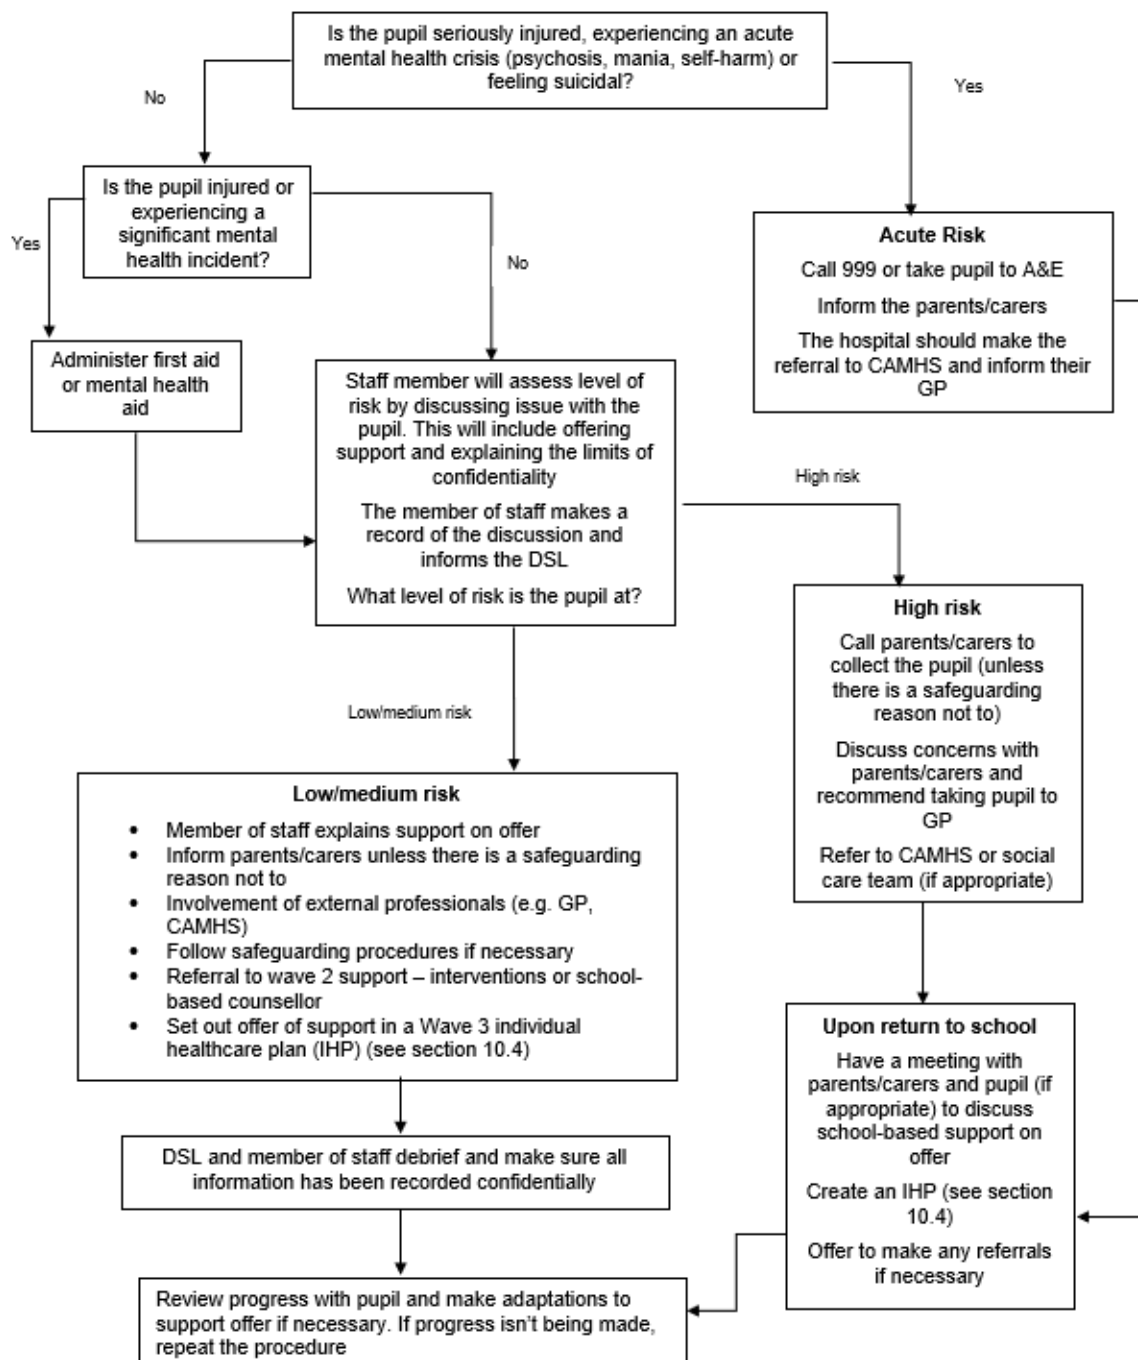 Is the pupil seriously injured, experiencing an acute
mental health crisis (psychosis, mania, self-harm) or
feeling suicidal?
No
Yes
Is the pupil injured or
experiencing a
significant mental
health incident?
Yes
No
Acute Risk
Call 999 or take pupil to A&E
Inform the parents/carers
The hospital should make the
referral to CAMHS and inform their
GP
Administer first aid
or mental health
aid
Staff member will assess level of
risk by discussing issue with the
pupil. This will include offering
support and explaining the limits of
confidentiality
The member of staff makes a
record of the discussion and
informs the DSL
What level of risk is the pupil at?
High risk
High risk
Call parents/carers to
collect the pupil (unless
there is a safeguarding
reason not to)
Discuss concerns with
parents/carers and
recommend taking pupil to
GP
Refer to CAMHS or social
care team (if appropriate)
Low/medium risk
Low/medium risk
• Member of staff explains support on offer
• Inform parents/carers unless there is a safeguarding
reason not to
• Involvement of external professionals (e.g. GP,
CAMHS)
• Follow safeguarding procedures if necessary
• Referral to wave 2 support – interventions or school-
based counsellor
• Set out offer of support in a Wave 3 individual
healthcare plan (IHP) (see section 10.4)
Upon return to school
Have a meeting with
parents/carers and pupil (if
appropriate) to discuss
school-based support on
offer
Create an IHP (see section
10.4)
Offer to make any referrals
if necessary
DSL and member of staff debrief and make sure all
information has been recorded confidentially
Review progress with pupil and make adaptations to
support offer if necessary. If progress isn't being made,
repeat the procedure